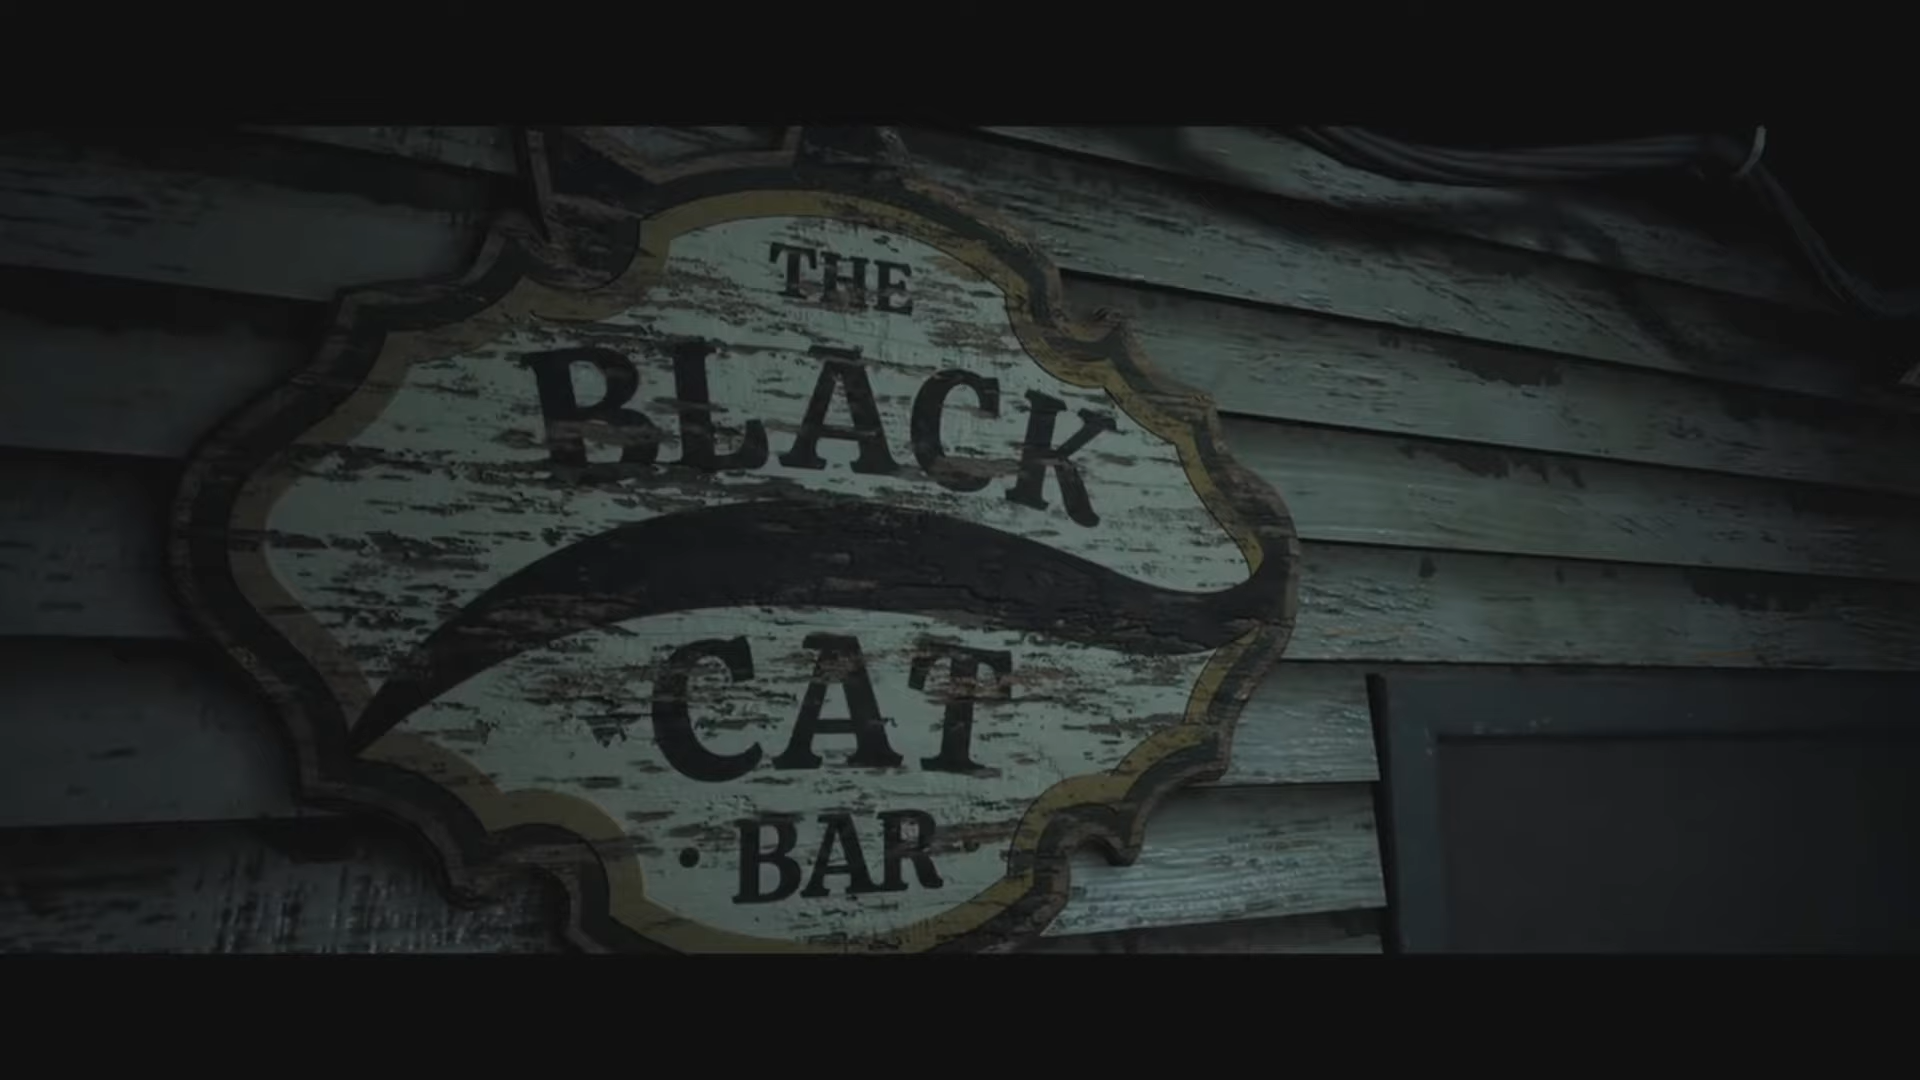 THE
BLACK
CAT
· BAR ·